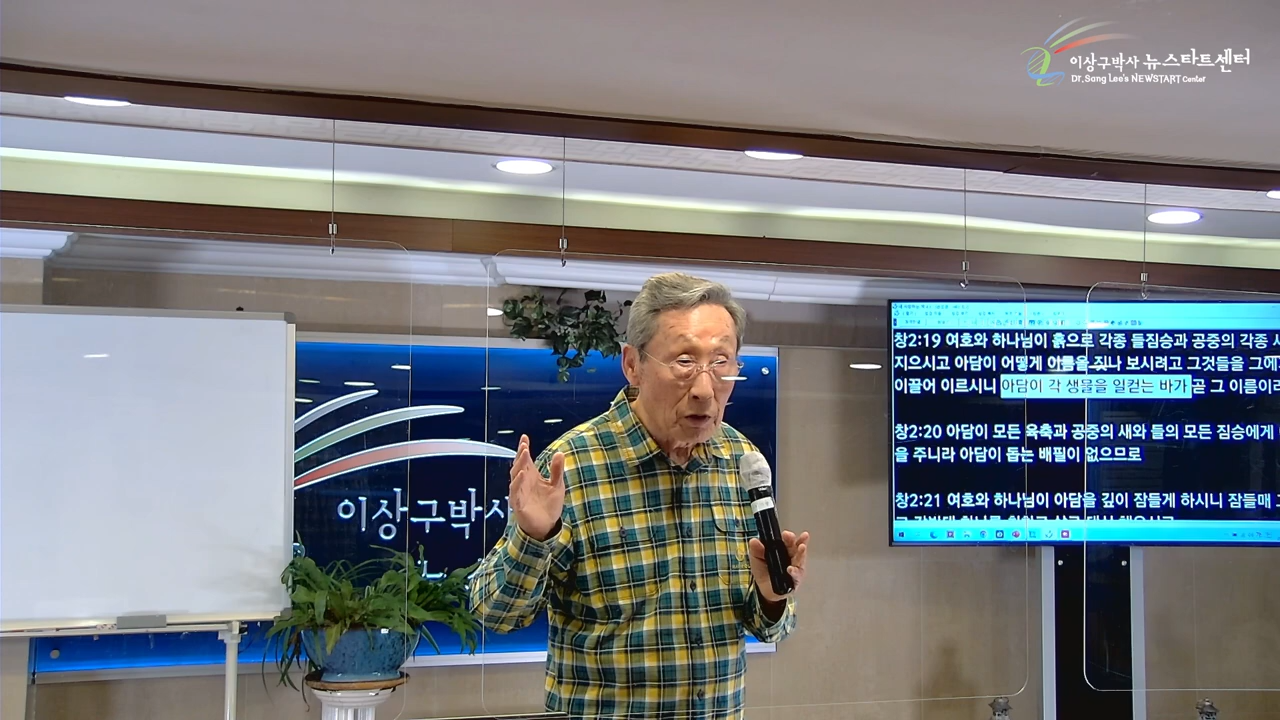 이상구박사 뉴스타트센터
Dr. Sang Lee's NEWSTART Center
창2:19 여호와 하나님이 흙으로 각종 들짐승과 공중의 각종
지으시고 아담이 어떻게 이름을 짓나 보시려고 그것들을
이끌어 이르시니 아담이 각 생물을 일컫는 바가 곧 그
창2:20 아담이 모든 육축과 공중의 새와 들의 모든 짐승에게
을 주니라 아담이 돕는 배필이 없으므로
창2:21 여호와 하나님이 아담을 깊이 잠들게 하시니 잠들매
이상구박사